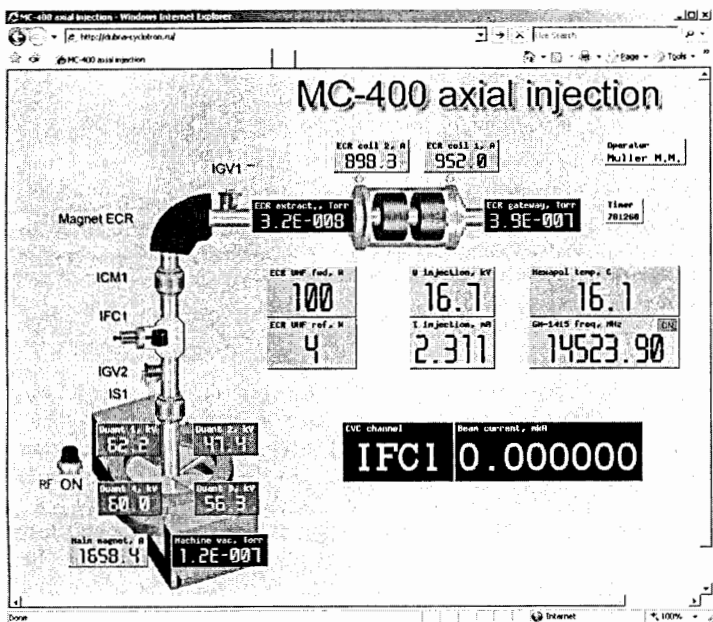 MC-400 axial injection - Windows Internet Explorer
http://dubna-cyclotron.ru/
Live Search
MC-400 axial injection
Page
Tools
MC-400 axial injection
ECR coil 2, A
898.3
ECR coil 1, A
952.0
Operator
Muller M.M.
IGV1
Magnet ECR
ECR extract., Torr
3.2E-008
ECR gateway, Torr
3.9E-007
Timer
781260
ICM1
IFC1
IGV2
IS1
ECR UHF fwd, W
100
U injection, kV
16.7
Hexapol temp, C
16.1
ECR UHF ref, W
4
I injection, mA
2.311
GM-1415 freq, MHz
ON
14523.90
Duant 1, kV
62.2
Duant 2, kV
47.4
CVC channel
IFC1
Beam current, mkA
0.000000
RF ON
Duant 4, kV
60.0
Duant 3, kV
56.3
Main magnet, A
1658.4
Machine vac, Torr
1.2E-007
Done
Internet
100%